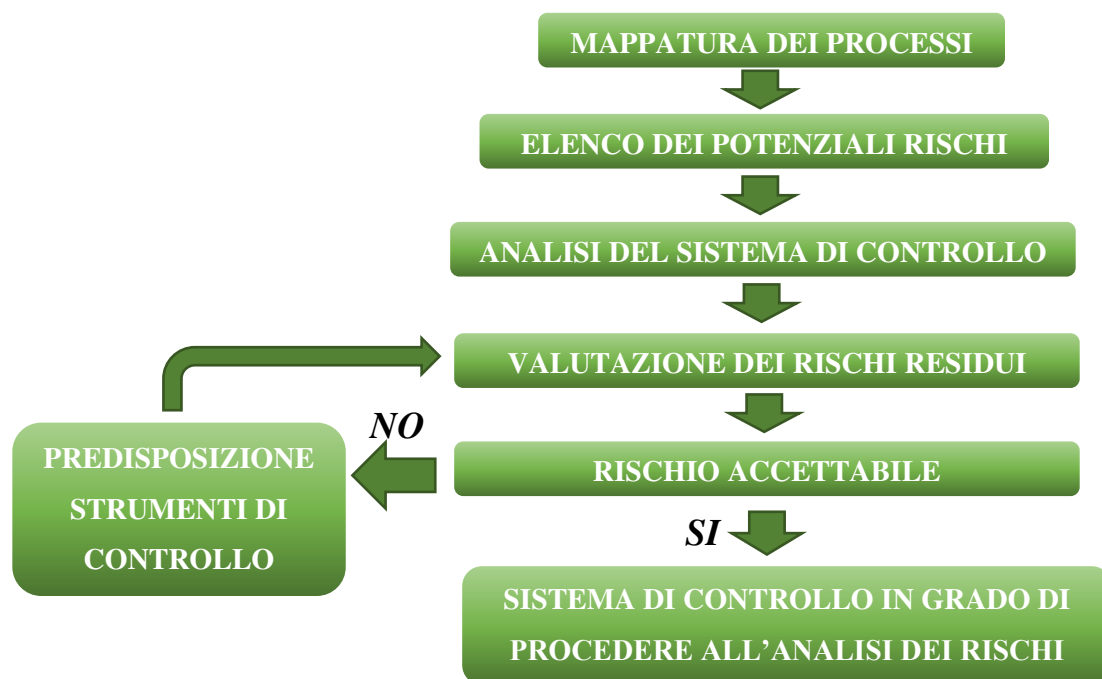 MAPPATURA DEI PROCESSI
ELENCO DEI POTENZIALI RISCHI
ANALISI DEL SISTEMA DI CONTROLLO
VALUTAZIONE DEI RISCHI RESIDUI
NO
PREDISPOSIZIONE
STRUMENTI DI
CONTROLLO
RISCHIO ACCETTABILE
SI
SISTEMA DI CONTROLLO IN GRADO DI
PROCEDERE ALL’ANALISI DEI RISCHI